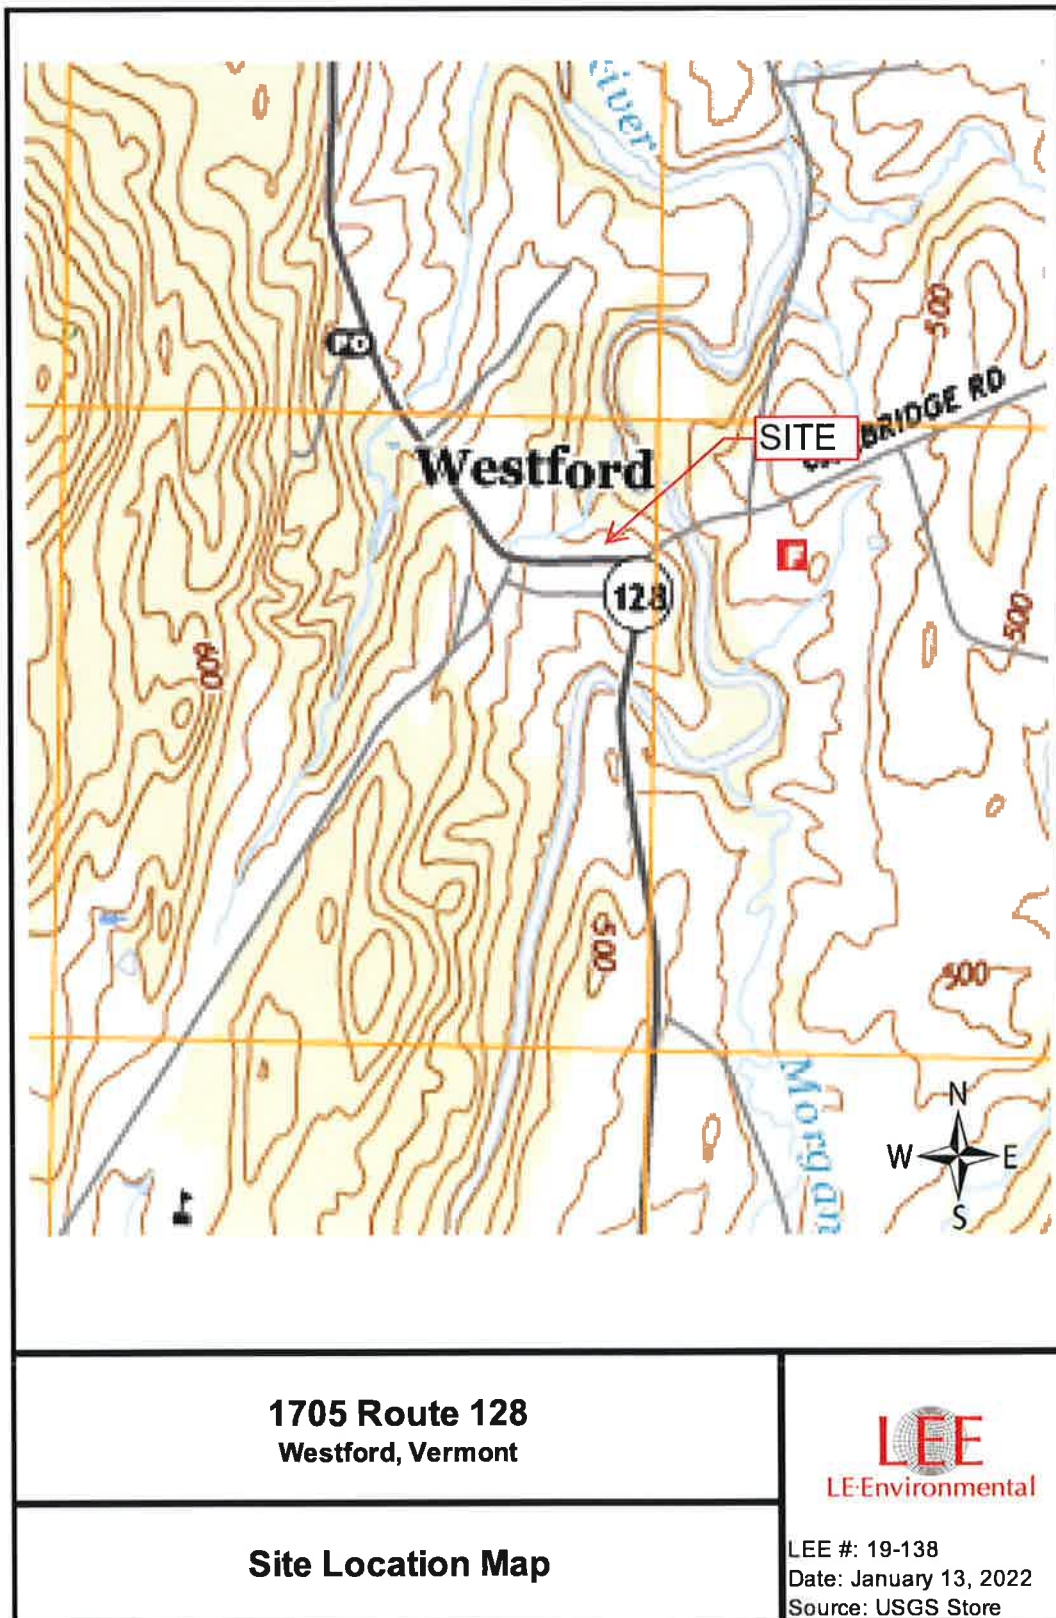 River
PO
500
BRIDGE RD
SITE
Westford
128
F
500
600
500
500
Morgan
N
W E
S
1705 Route 128
Westford, Vermont
Site Location Map
LEE
LE·Environmental
LEE #: 19-138
Date: January 13, 2022
Source: USGS Store